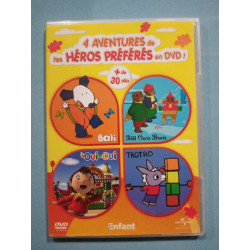 4 AVENTURES de
tes HÉROS PRÉFÉRÉS en DVD !
+ de
30 min
Bali
Petit Ours Brun
Oui-Oui
TROTRO
DVD
Enfant